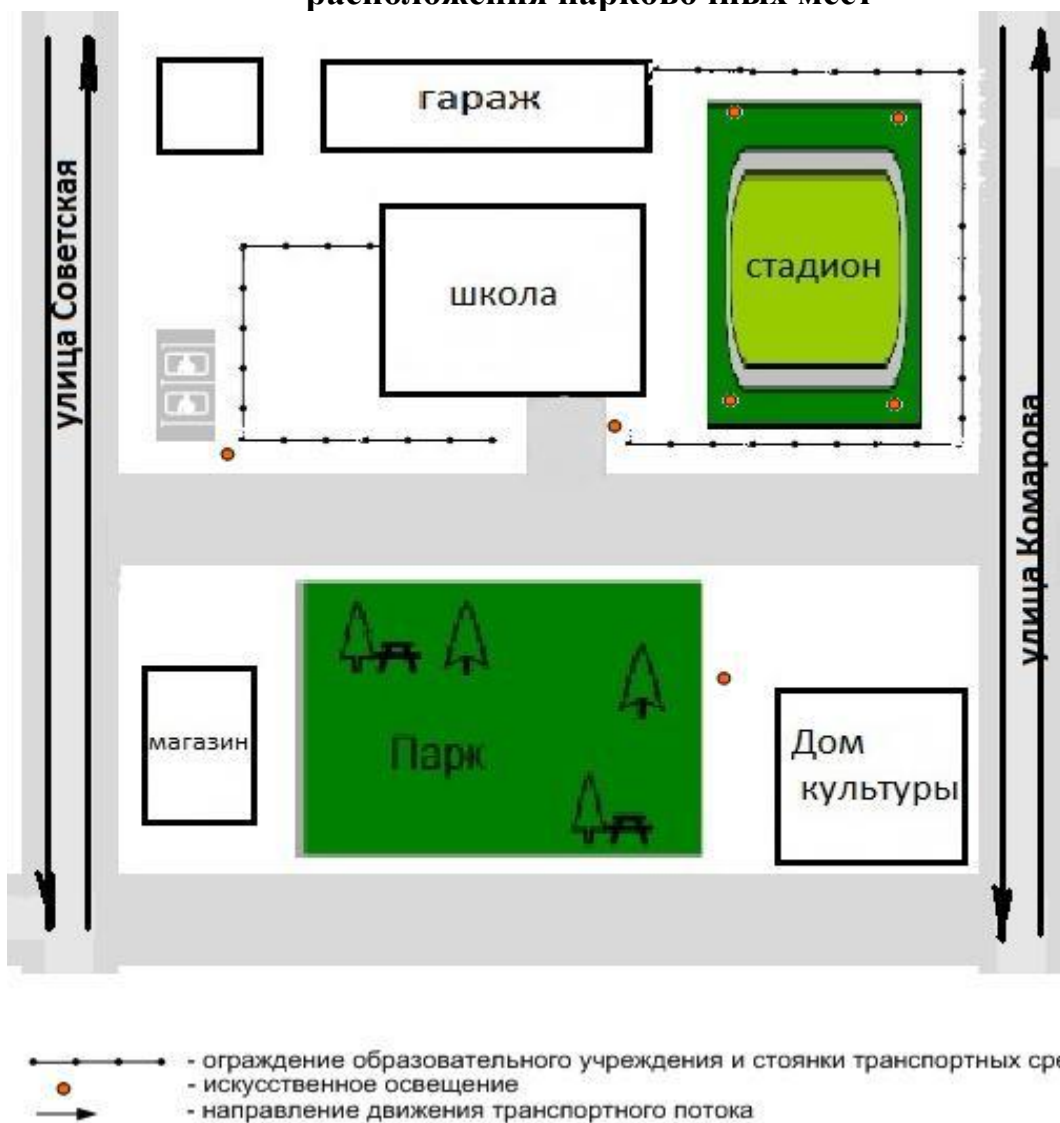 расположения парковочных мест
гараж
улица Советская
школа
стадион
улица Комарова
магазин
Парк
Дом
культуры
- ограждение образовательного учреждения и стоянки транспортных сре
- искусственное освещение
- направление движения транспортного потока